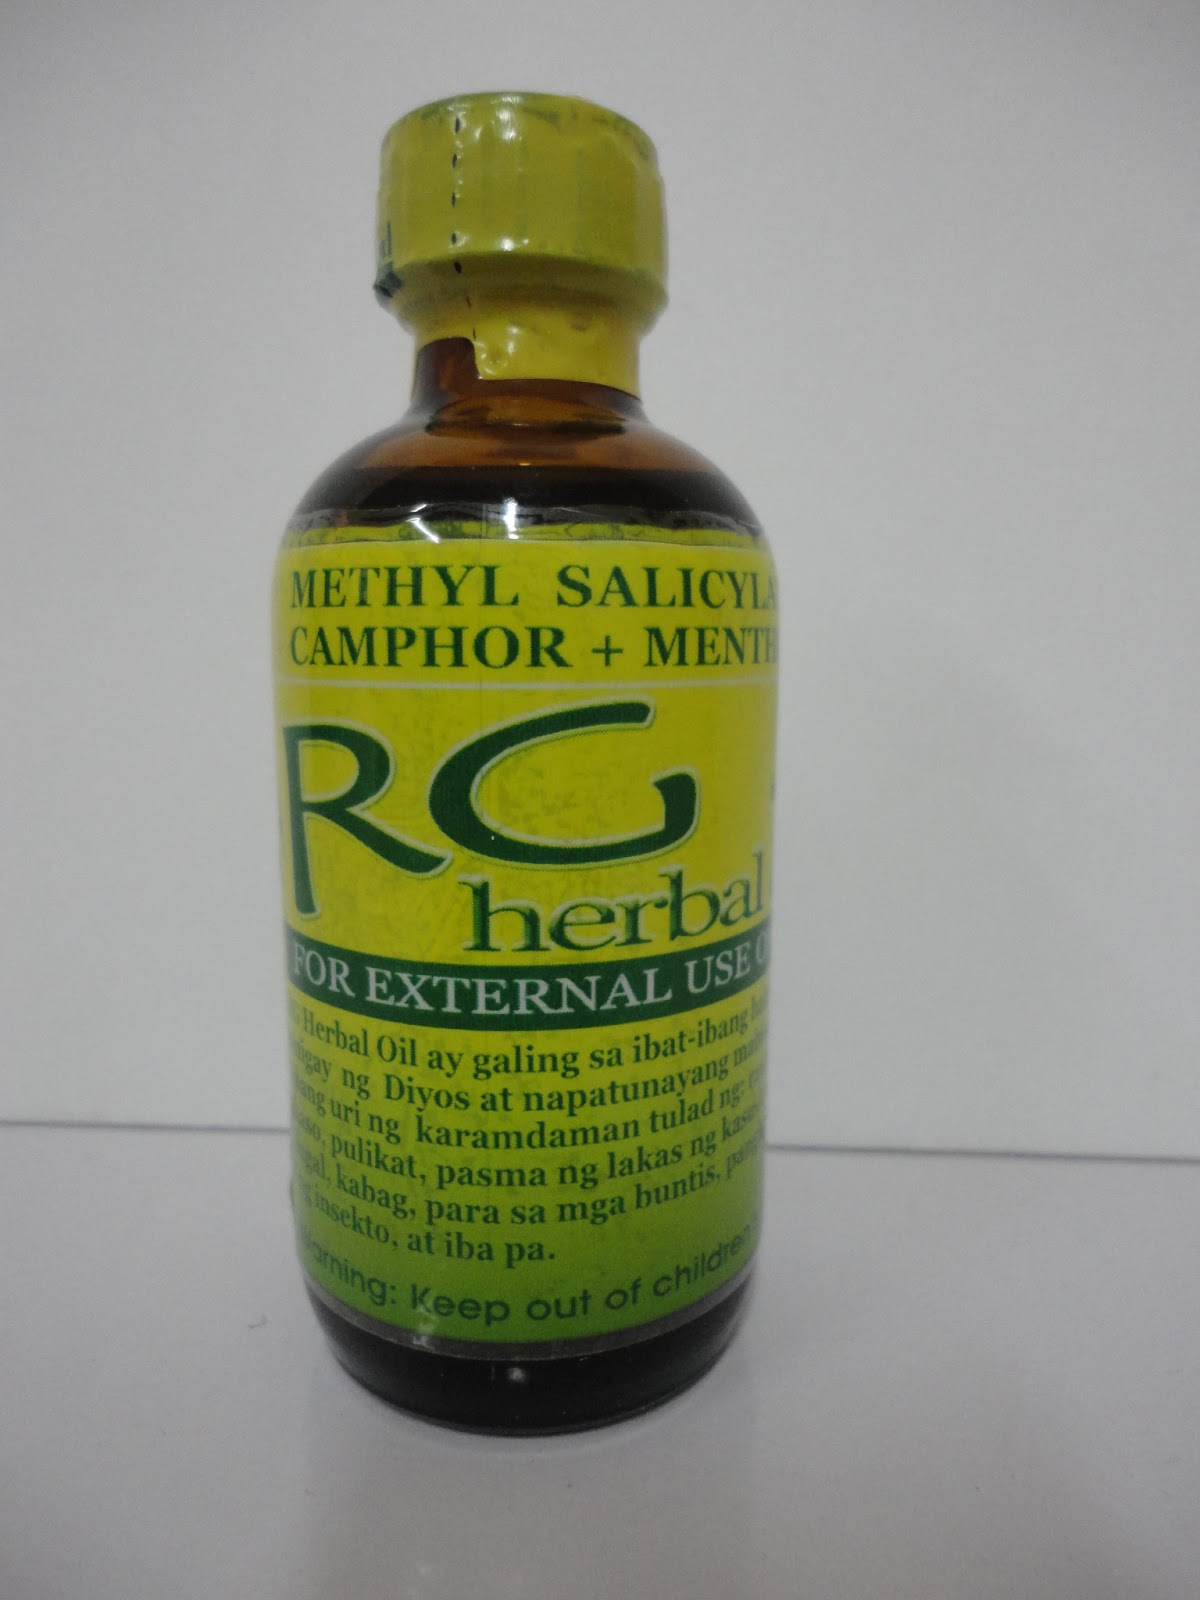 METHYL SALICYLA
CAMPHOR + MENTH
RG
herbal
FOR EXTERNAL USE
Herbal Oil ay galing sa ibat-ibang
ng Diyos at napatunayang
uri ng karamdaman tulad ng:
pulikat, pasma ng lakas ng
kabag, para sa mga buntis,
insekto, at iba pa.
Warning: Keep out of children